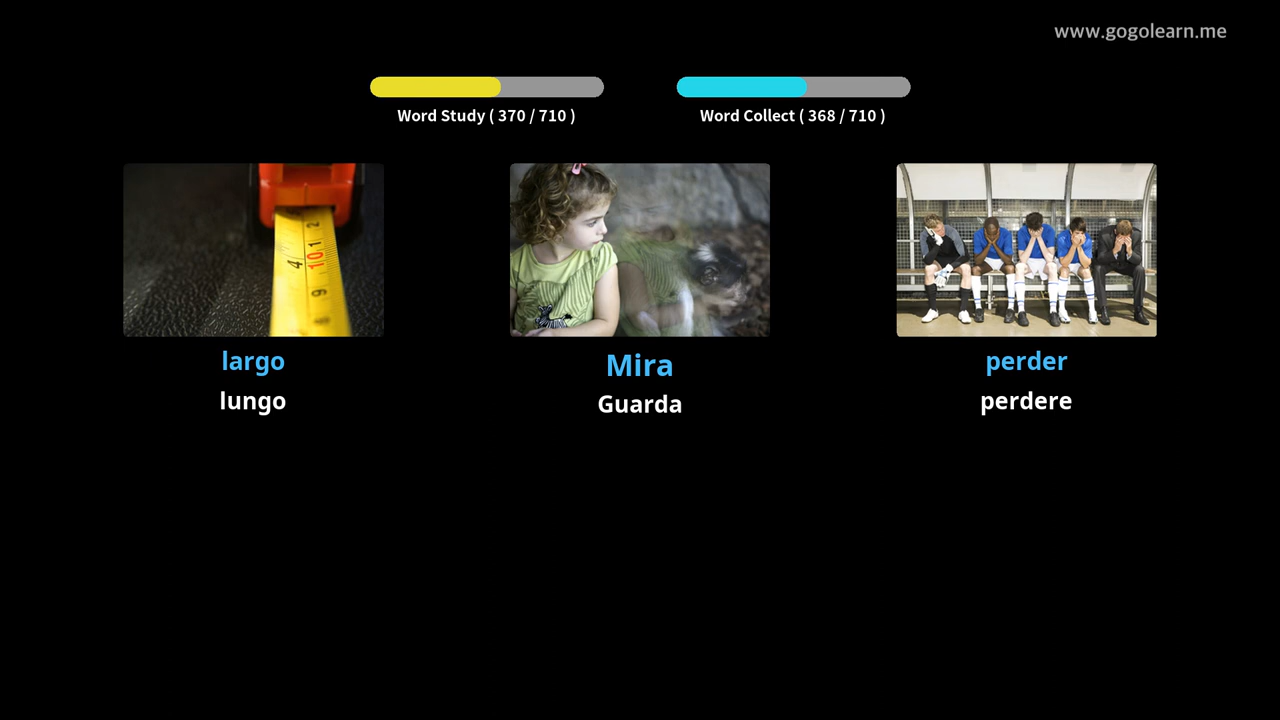 www.gogolearn.me
Word Study ( 370 / 710 )
Word Collect ( 368 / 710 )
largo
lungo
Mira
Guarda
perder
perdere